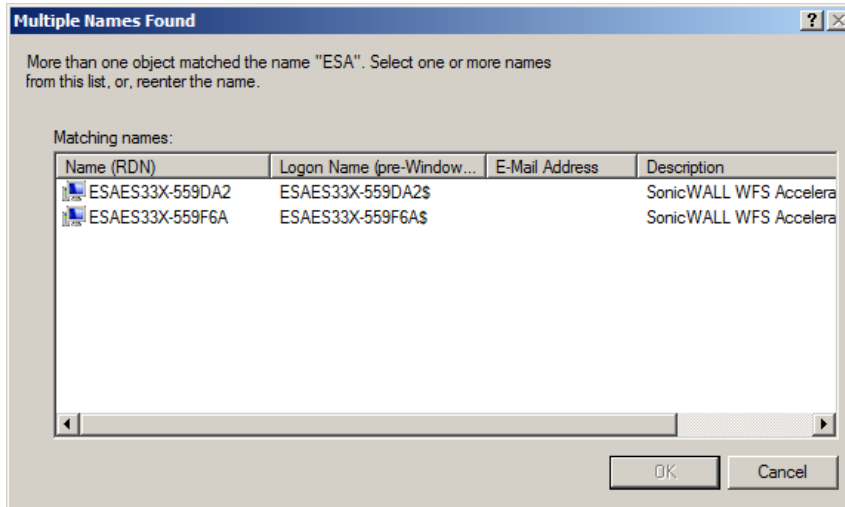 Multiple Names Found
More than one object matched the name "ESA". Select one or more names
from this list, or, reenter the name.
Matching names:
Name (RDN) Logon Name (pre-Window... E-Mail Address Description
ESAES33X-559DA2 ESAES33X-559DA2$ SonicWALL WFS Accelera
ESAES33X-559F6A ESAES33X-559F6A$ SonicWALL WFS Accelera
OK Cancel